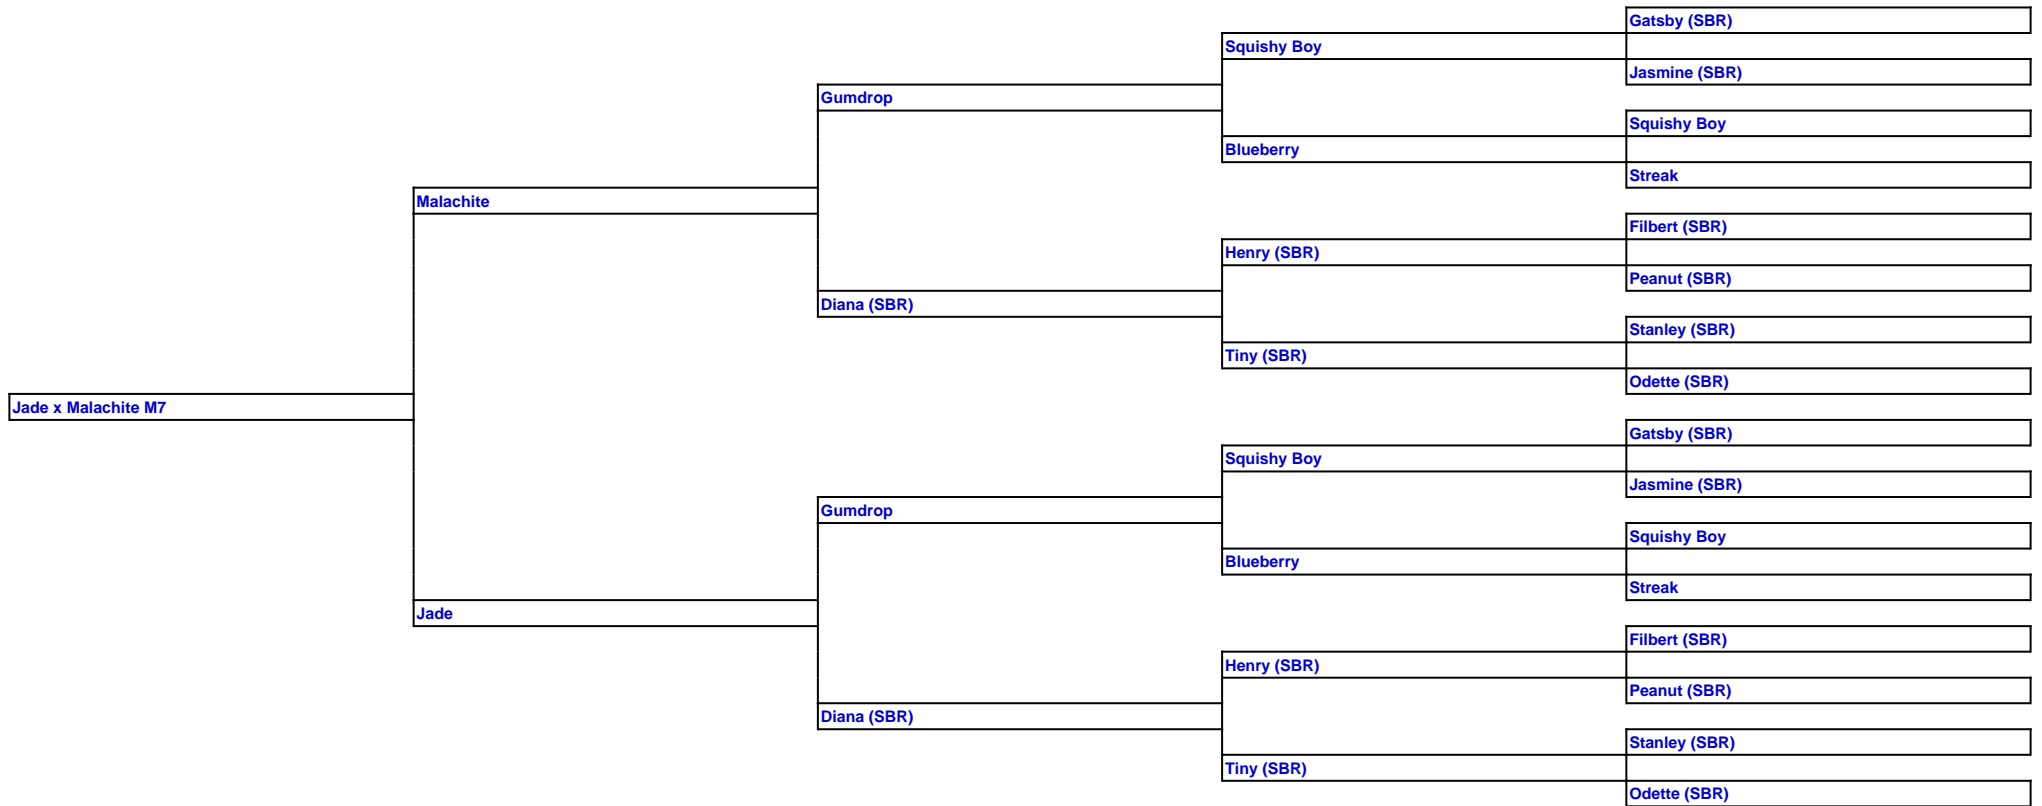 Gatsby (SBR)
Squishy Boy
Jasmine (SBR)
Gumdrop
Squishy Boy
Blueberry
Streak
Malachite
Filbert (SBR)
Henry (SBR)
Peanut (SBR)
Diana (SBR)
Stanley (SBR)
Tiny (SBR)
Odette (SBR)
Jade x Malachite M7
Gatsby (SBR)
Squishy Boy
Jasmine (SBR)
Gumdrop
Squishy Boy
Blueberry
Streak
Jade
Filbert (SBR)
Henry (SBR)
Peanut (SBR)
Diana (SBR)
Stanley (SBR)
Tiny (SBR)
Odette (SBR)